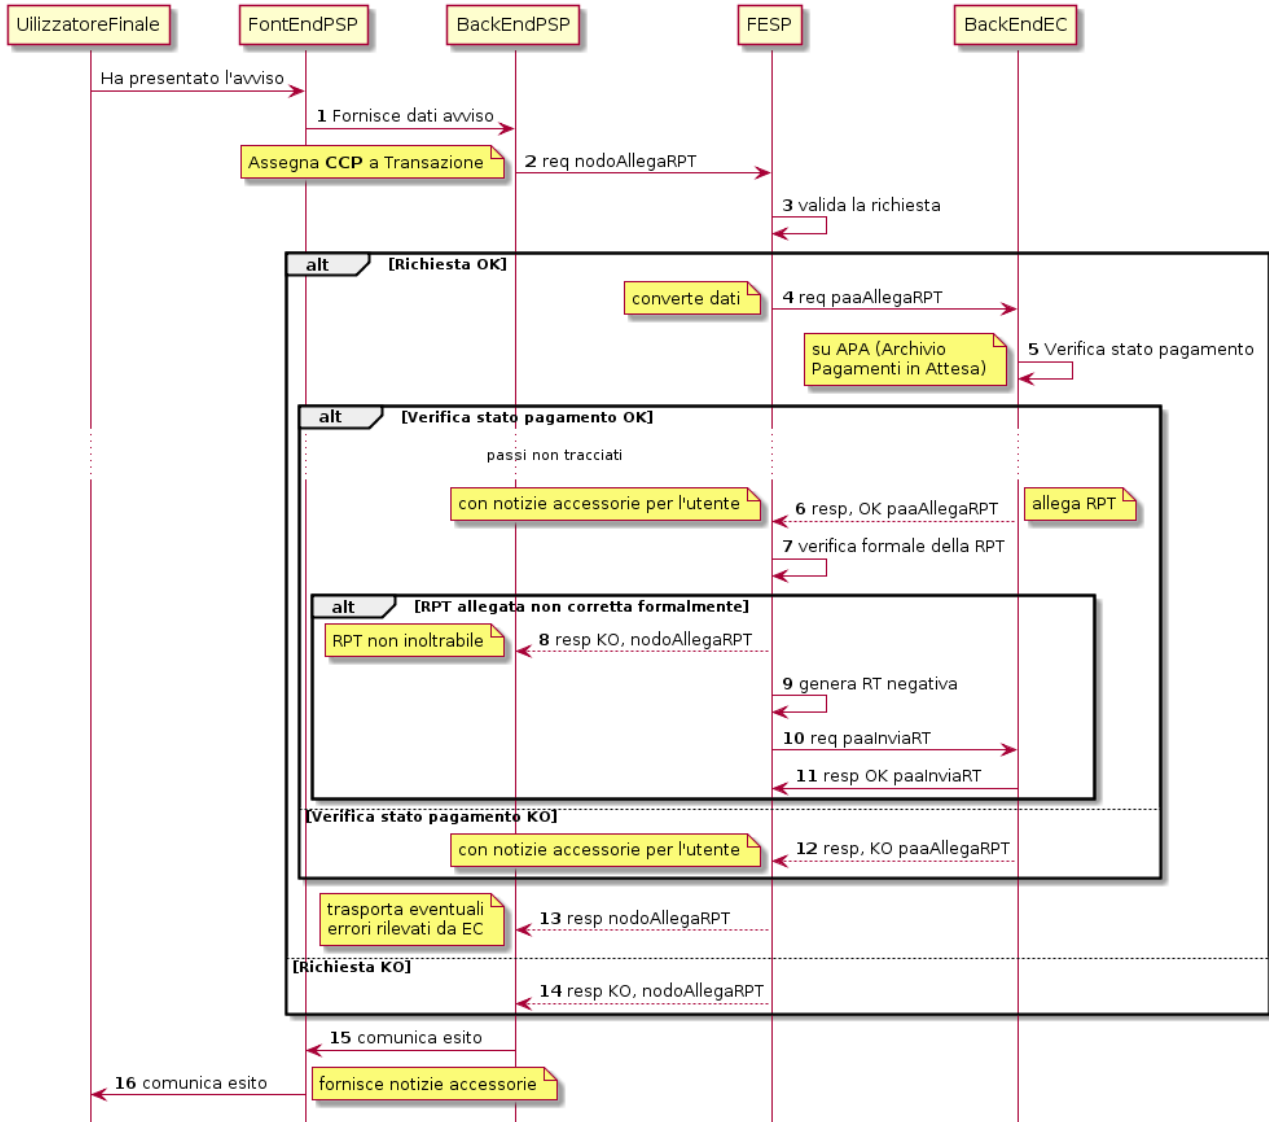 UilizzatoreFinale
FontEndPSP
BackEndPSP
FESP
BackEndEC
Ha presentato l'avviso
1 Fornisce dati avviso
Assegna CCP a Transazione
2 req nodoAllegaRPT
3 valida la richiesta
alt
[Richiesta OK]
converte dati
4 req paaAllegaRPT
su APA (Archivio
Pagamenti in Attesa)
5 Verifica stato pagamento
alt
[Verifica stato pagamento OK]
passi non tracciati
con notizie accessorie per l'utente
6 resp, OK paaAllegaRPT
allega RPT
7 verifica formale della RPT
alt
[RPT allegata non corretta formalmente]
RPT non inoltrabile
8 resp KO, nodoAllegaRPT
9 genera RT negativa
10 req paaInviaRT
11 resp OK paaInviaRT
[Verifica stato pagamento KO]
con notizie accessorie per l'utente
12 resp, KO paaAllegaRPT
trasporta eventuali
errori rilevati da EC
13 resp nodoAllegaRPT
[Richiesta KO]
14 resp KO, nodoAllegaRPT
15 comunica esito
16 comunica esito
fornisce notizie accessorie